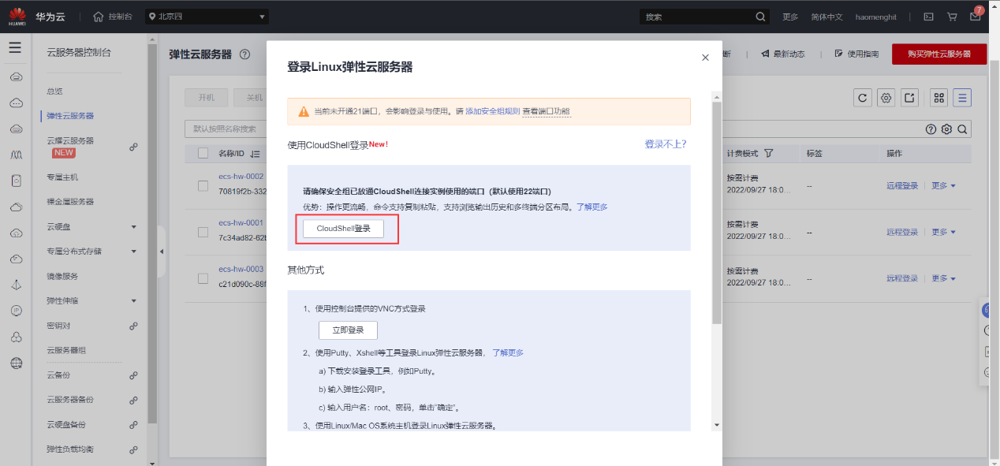 HUAWEI
华为云
控制台
北京四
搜索
更多
简体中文
haomenghit
7
云服务器控制台
总览
弹性云服务器
云耀云服务器
NEW
专属主机
裸金属服务器
云硬盘
专属分布式存储
镜像服务
弹性伸缩
密钥对
云服务器组
云备份
云服务器备份
云硬盘备份
弹性负载均衡
弹性云服务器
断
最新动态
使用指南
购买弹性云服务器
开机
关机
默认按照名称搜索
名称/ID
计费模式
标签
操作
ecs-hw-0002
70819f2b-332
按需计费
2022/09/27 18:0...
--
远程登录
更多
ecs-hw-0001
7c34ad82-62b
按需计费
2022/09/27 18:0...
--
远程登录
更多
ecs-hw-0003
c21d090c-88f
按需计费
2022/09/27 18:0...
--
远程登录
更多
登录Linux弹性云服务器
当前未开通21端口，会影响登录与使用。请 添加安全组规则 查看端口功能
使用CloudShell登录New!
登录不上?
请确保安全组已放通CloudShell连接实例使用的端口（默认使用22端口）
优势：操作更流畅，命令支持复制粘贴，支持浏览输出历史和多终端分区布局。了解更多
CloudShell登录
其他方式
1、使用控制台提供的VNC方式登录
立即登录
2、使用Putty、Xshell等工具登录Linux弹性云服务器， 了解更多
a) 下载安装登录工具，例如Putty。
b) 输入弹性公网IP。
c) 输入用户名：root、密码，单击“确定”。
3、使用Linux/Mac OS系统主机登录Linux弹性云服务器。